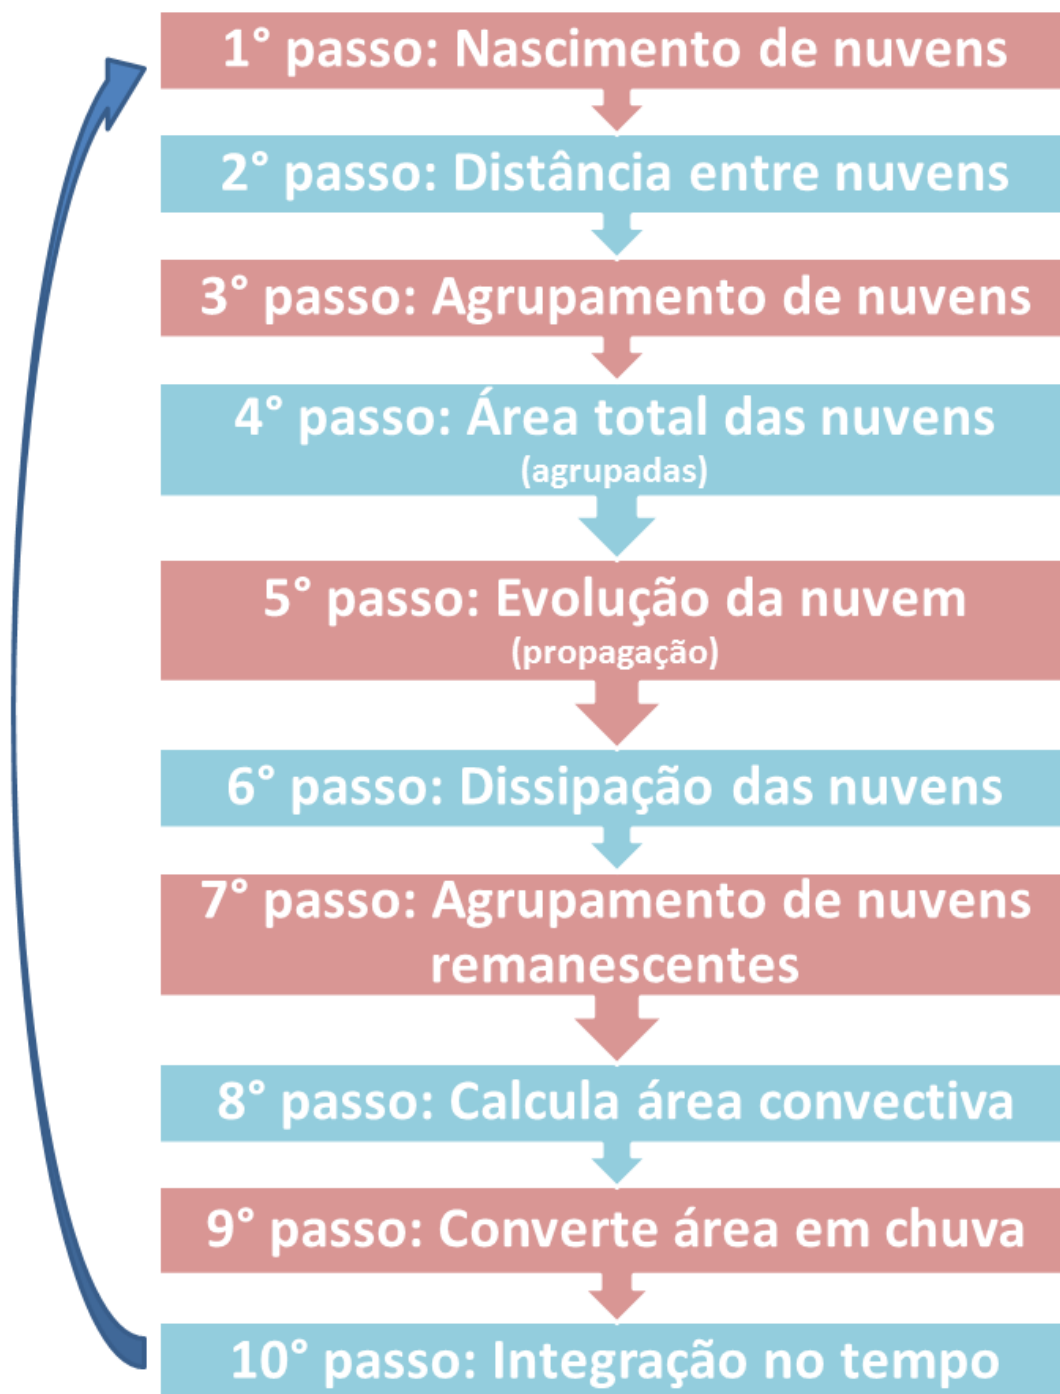 1° passo: Nascimento de nuvens
2° passo: Distância entre nuvens
3° passo: Agrupamento de nuvens
4° passo: Área total das nuvens
(agrupadas)
5° passo: Evolução da nuvem
(propagação)
6° passo: Dissipação das nuvens
7° passo: Agrupamento de nuvens
remanescentes
8° passo: Calcula área convectiva
9° passo: Converte área em chuva
10° passo: Integração no tempo